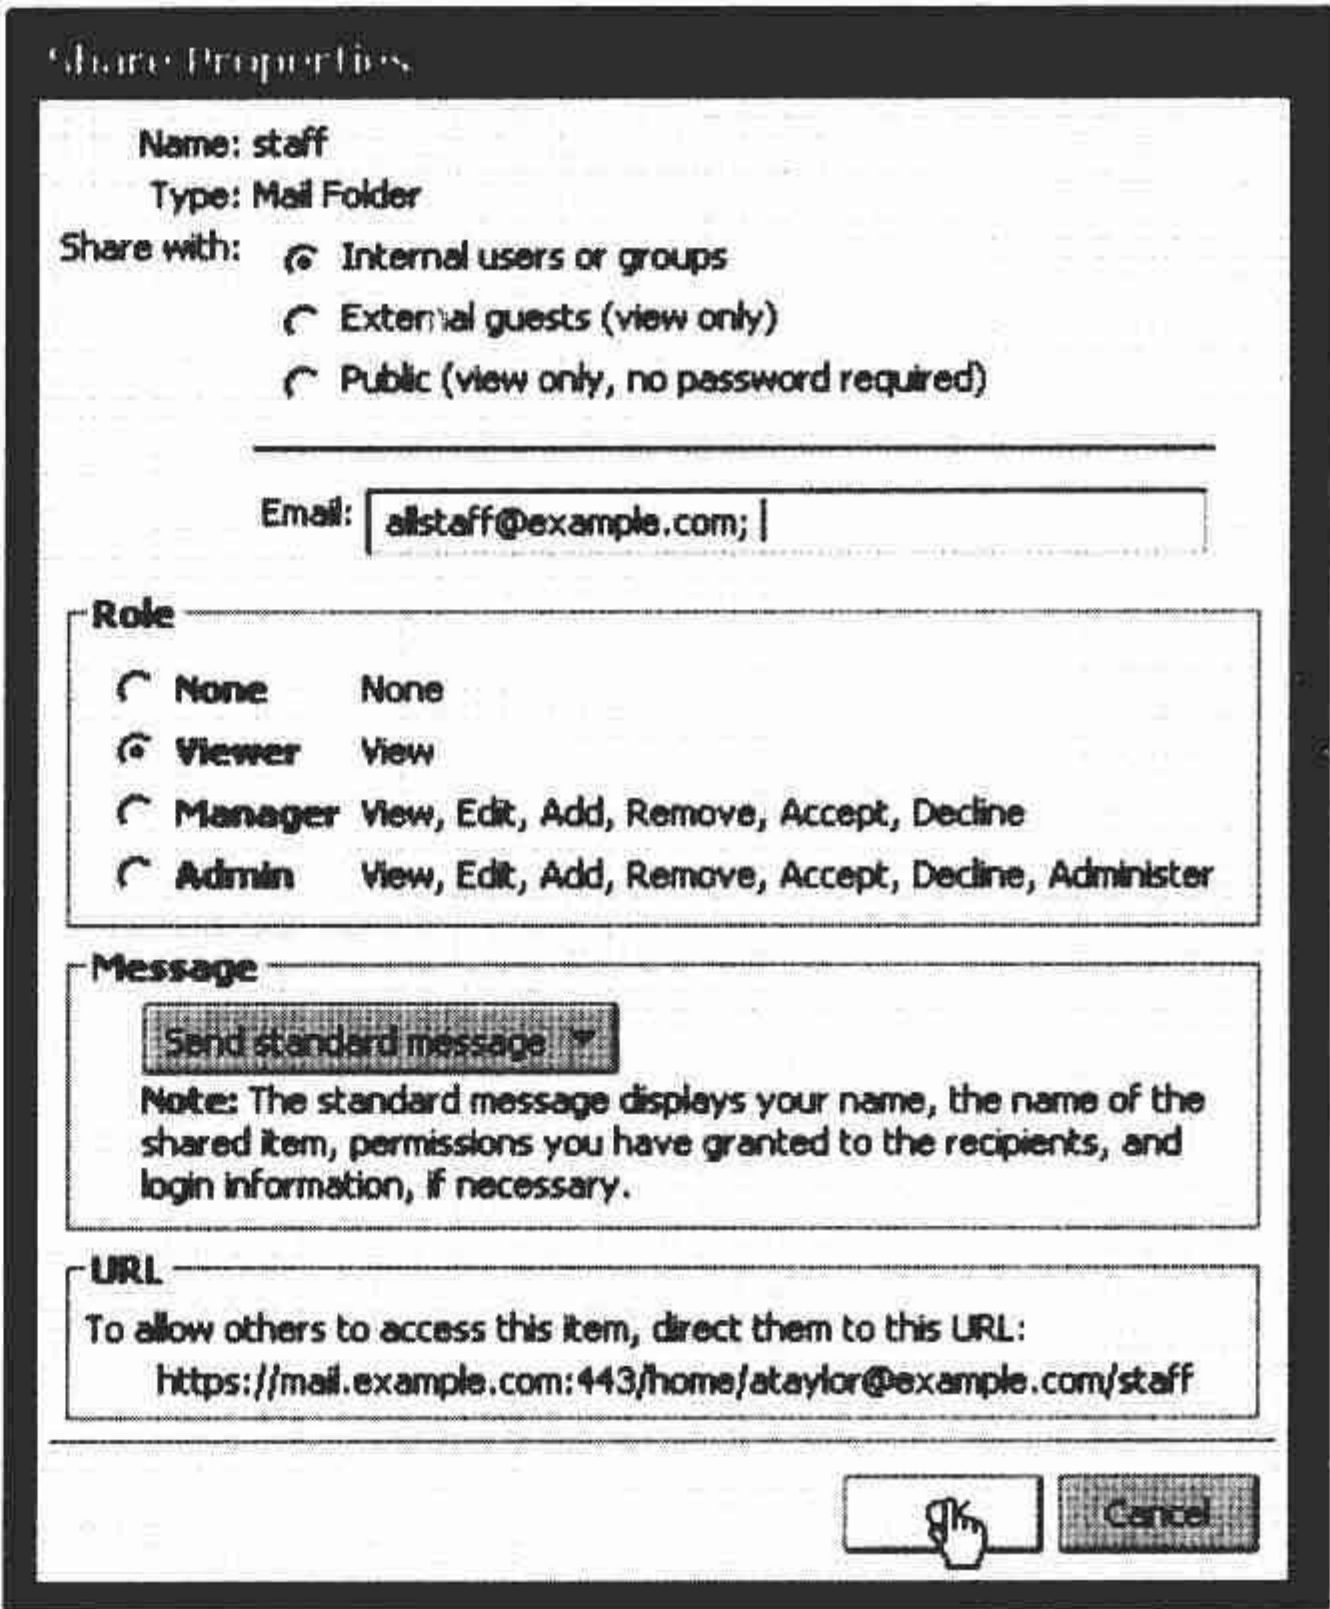 Share Properties
Name: staff
Type: Mail Folder
Share with:
Internal users or groups
External guests (view only)
Public (view only, no password required)
Email: allstaff@example.com;
Role
None None
Viewer View
Manager View, Edit, Add, Remove, Accept, Decline
Admin View, Edit, Add, Remove, Accept, Decline, Administer
Message
Send standard message
Note: The standard message displays your name, the name of the
shared item, permissions you have granted to the recipients, and
login information, if necessary.
URL
To allow others to access this item, direct them to this URL:
https://mail.example.com:443/home/ataylor@example.com/staff
Cancel